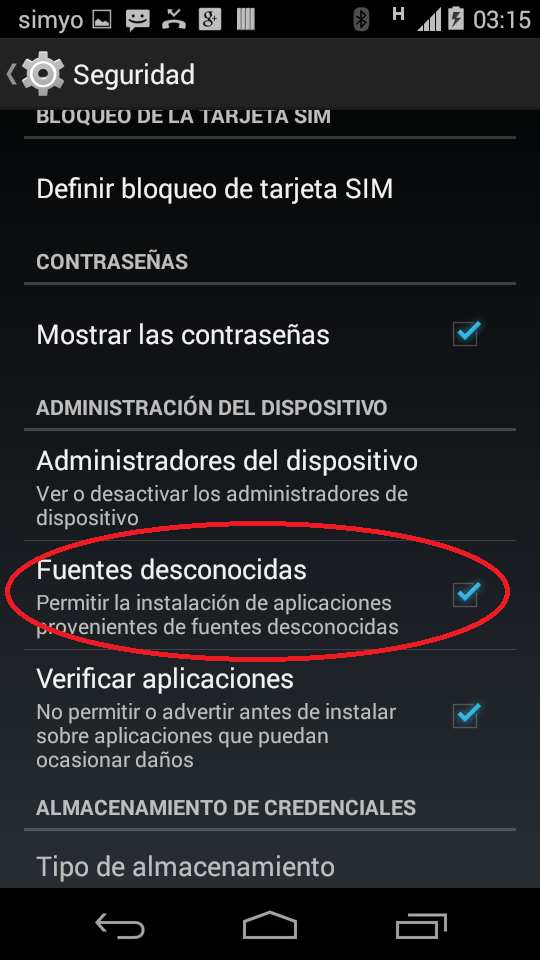 simyo H 03:15
Seguridad
BLOQUEO DE LA TARJETA SIM
Definir bloqueo de tarjeta SIM
CONTRASEÑAS
Mostrar las contraseñas
ADMINISTRACIÓN DEL DISPOSITIVO
Administradores del dispositivo
Ver o desactivar los administradores de
dispositivo
Fuentes desconocidas
Permitir la instalación de aplicaciones
provenientes de fuentes desconocidas
Verificar aplicaciones
No permitir o advertir antes de instalar
sobre aplicaciones que puedan
ocasionar daños
ALMACENAMIENTO DE CREDENCIALES
Tipo de almacenamiento